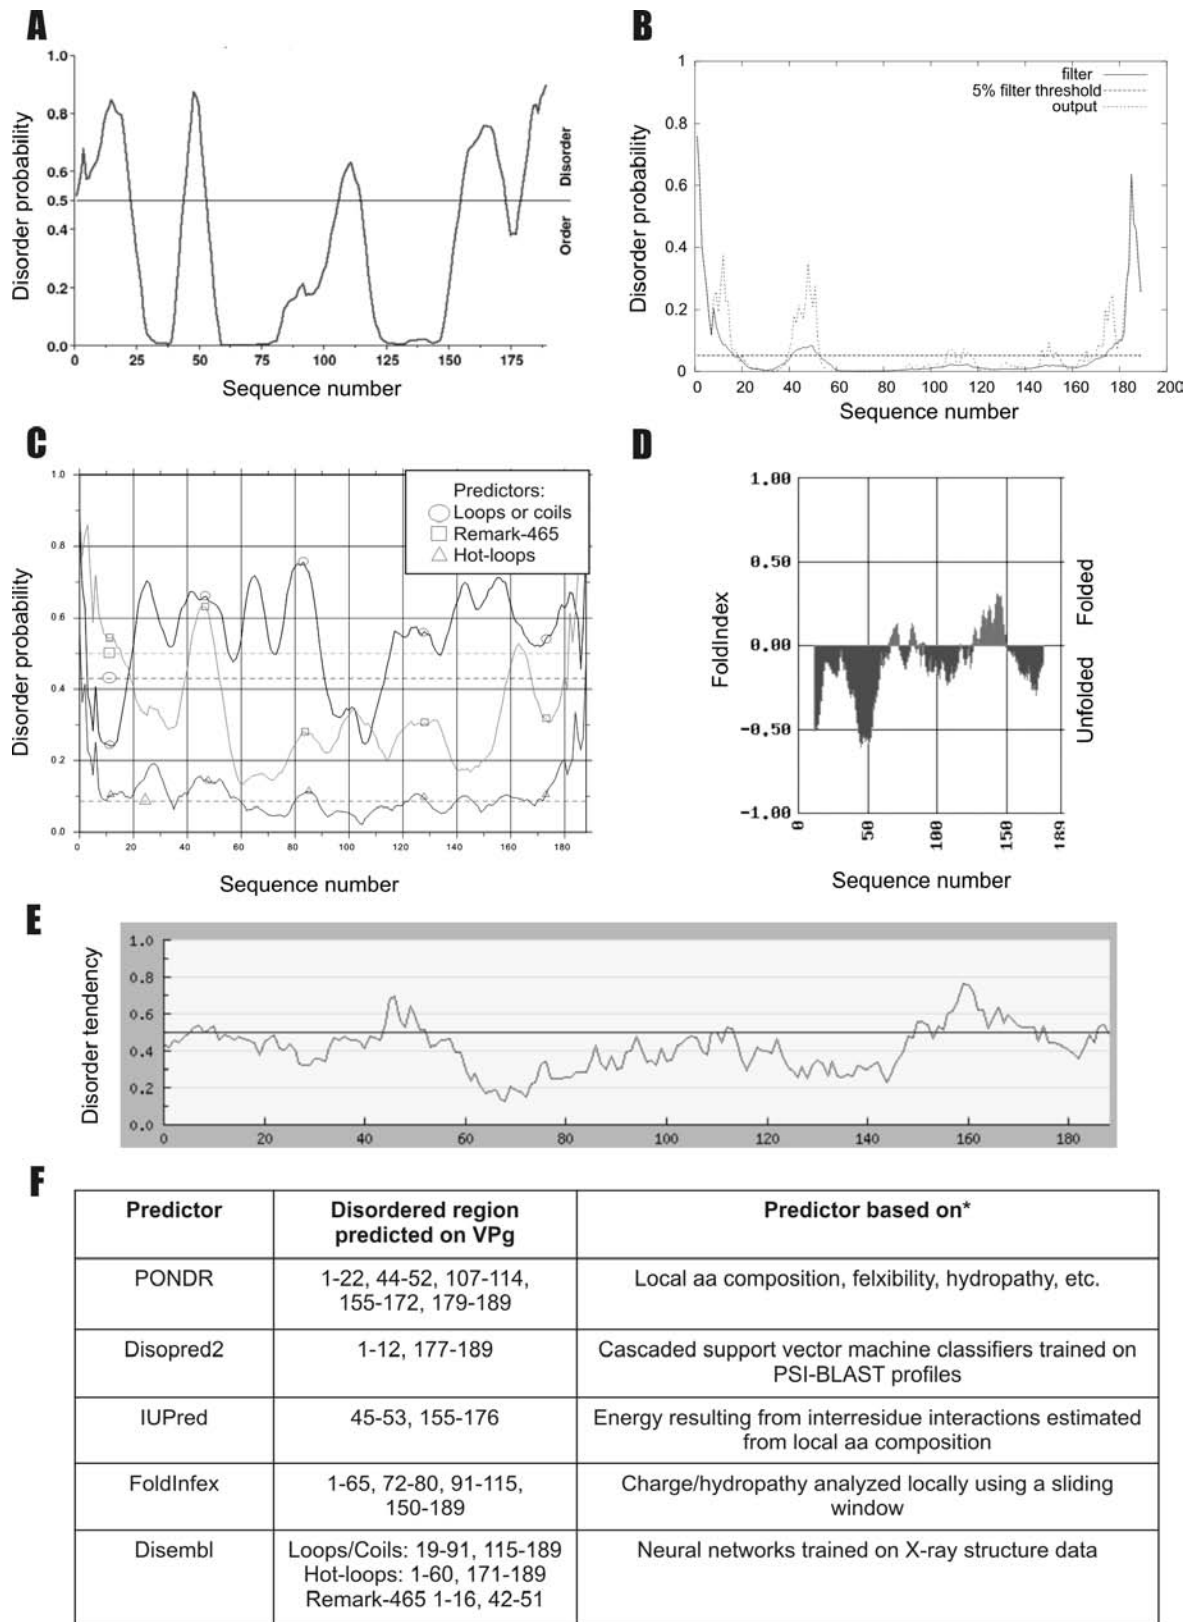 A
1.0
0.8
0.6
0.5
0.4
0.2
0.0
0
25
50
75
100
125
150
175
Disorder probability
Disorder
Order
Sequence number
B
1
0.8
0.6
0.4
0.2
0
0
20
40
60
80
100
120
140
160
180
200
filter
5% filter threshold
output
Disorder probability
Sequence number
C
1.0
0.8
0.6
0.4
0.2
0.0
0
20
40
60
80
100
120
140
160
180
Predictors:
Loops or coils
Remark-465
Hot-loops
Disorder probability
Sequence number
D
1.00
0.50
0.00
-0.50
-1.00
0
50
100
150
189
FoldIndex
Folded
Unfolded
Sequence number
E
1.0
0.8
0.6
0.4
0.2
0.0
0
20
40
60
80
100
120
140
160
180
Disorder tendency
F
Predictor
Disordered region
predicted on VPg
Predictor based on*
PONDR
1-22, 44-52, 107-114,
155-172, 179-189
Local aa composition, felxibility, hydropathy, etc.
Disopred2
1-12, 177-189
Cascaded support vector machine classifiers trained on
PSI-BLAST profiles
IUPred
45-53, 155-176
Energy resulting from interresidue interactions estimated
from local aa composition
FoldInfex
1-65, 72-80, 91-115,
150-189
Charge/hydropathy analyzed locally using a sliding
window
Disembl
Loops/Coils: 19-91, 115-189
Hot-loops: 1-60, 171-189
Remark-465 1-16, 42-51
Neural networks trained on X-ray structure data